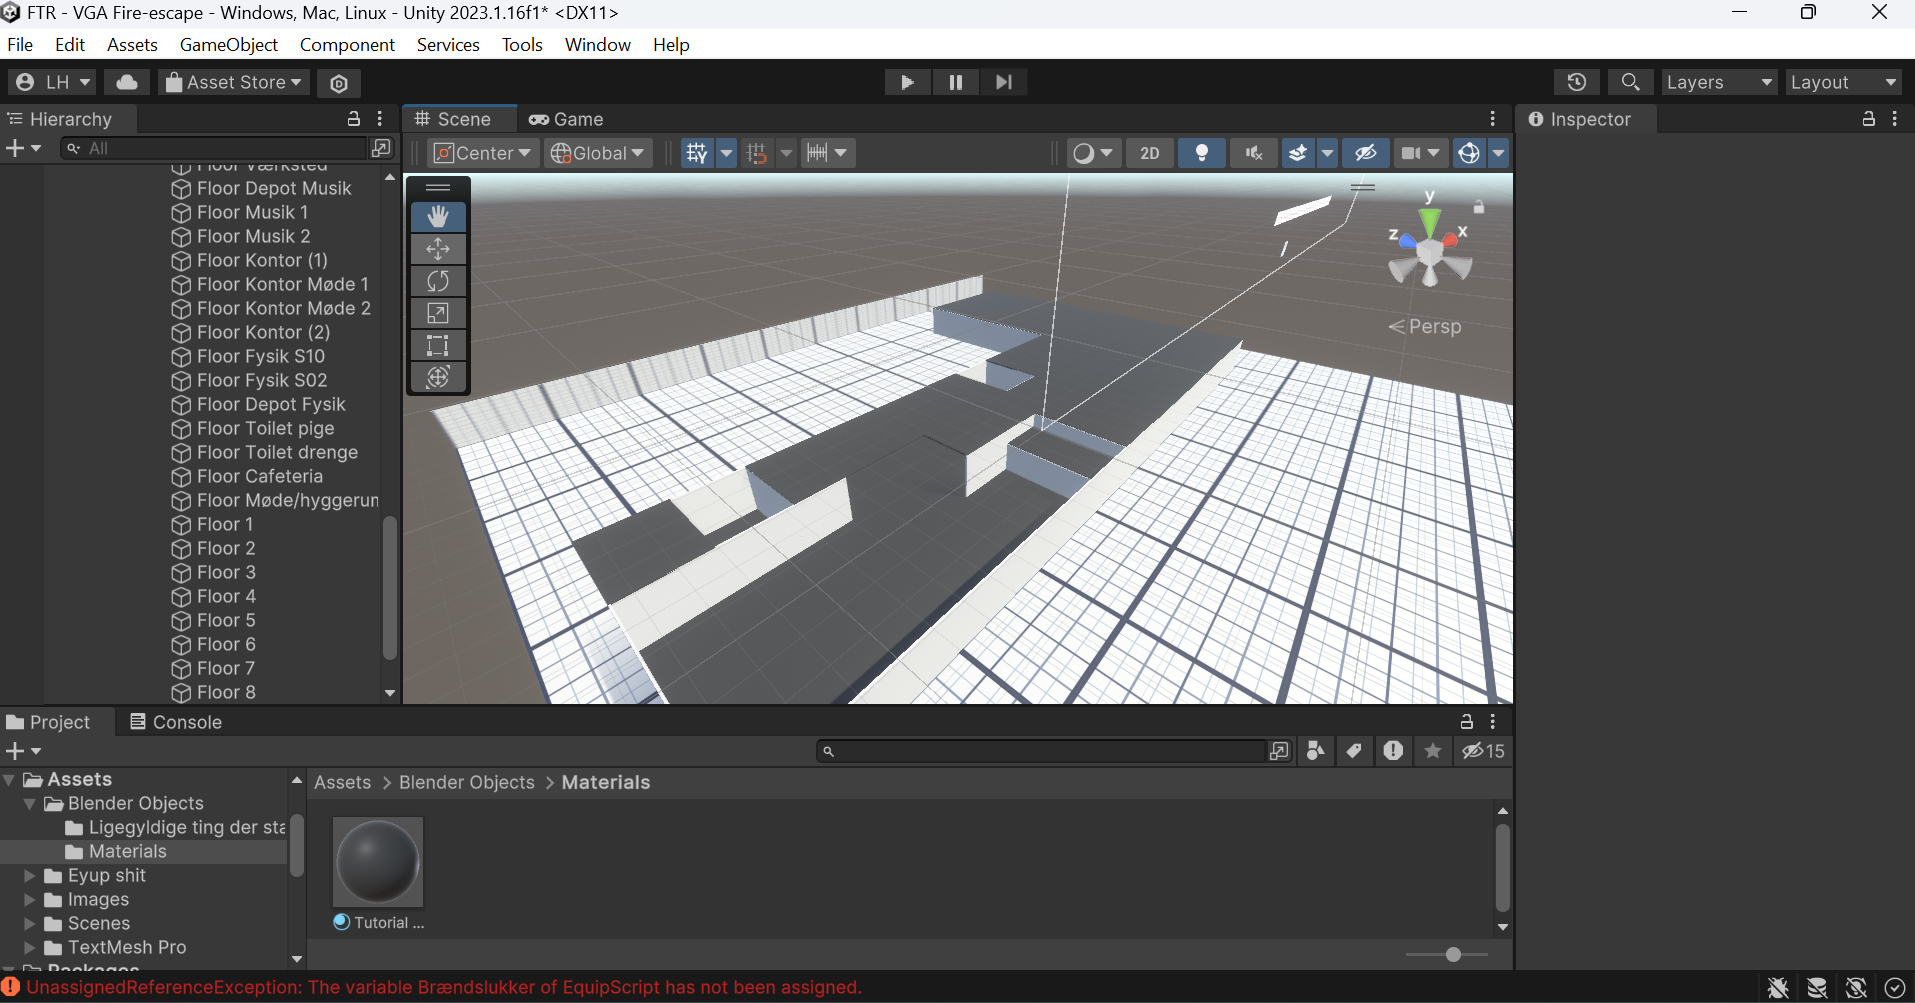 FTR - VGA Fire-escape - Windows, Mac, Linux - Unity 2023.1.16f1* <DX11>
File Edit Assets GameObject Component Services Tools Window Help
LH Asset Store Layers Layout
Hierarchy Scene Game Inspector
All Center Global 2D
Floor Værksted
Floor Depot Musik
Floor Musik 1
Floor Musik 2
Floor Kontor (1)
Floor Kontor Møde 1
Floor Kontor Møde 2
Floor Kontor (2)
Floor Fysik S10
Floor Fysik S02
Floor Depot Fysik
Floor Toilet pige
Floor Toilet drenge
Floor Cafeteria
Floor Møde/hyggerum
Floor 1
Floor 2
Floor 3
Floor 4
Floor 5
Floor 6
Floor 7
Floor 8
y
z x
Persp
Project Console
15
Assets
Blender Objects
Ligegyldige ting der sta
Materials
Eyup shit
Images
Scenes
TextMesh Pro
Packages
Assets > Blender Objects > Materials
Tutorial ...
UnassignedReferenceException: The variable Brændslukker of EquipScript has not been assigned.